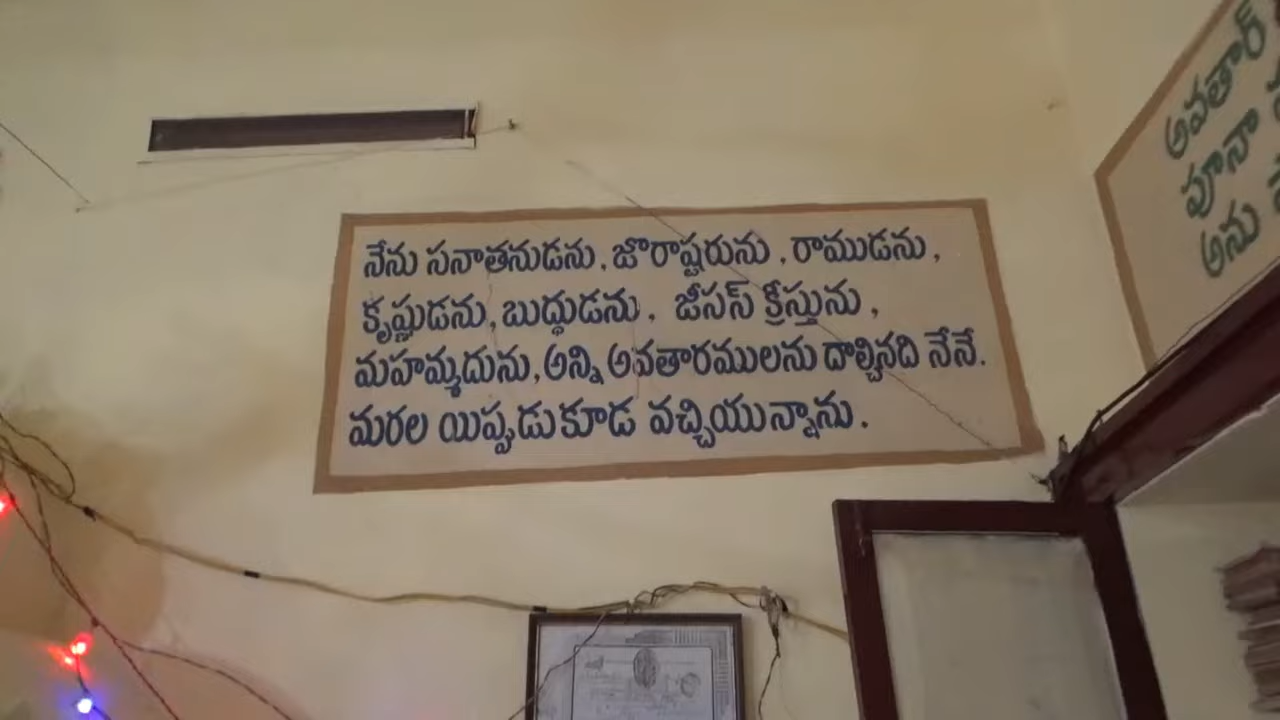 నేను సనాతనుడను, జొరాష్టరును, రాముడను,
కృష్ణుడను, బుద్ధుడను, జీసస్ క్రీస్తును,
మహమ్మదును, అన్ని అవతారములను దాల్చినది నేనే.
మరల యిప్పుడుకూడ వచ్చియున్నాను.
అవతార్
పూనా
అను